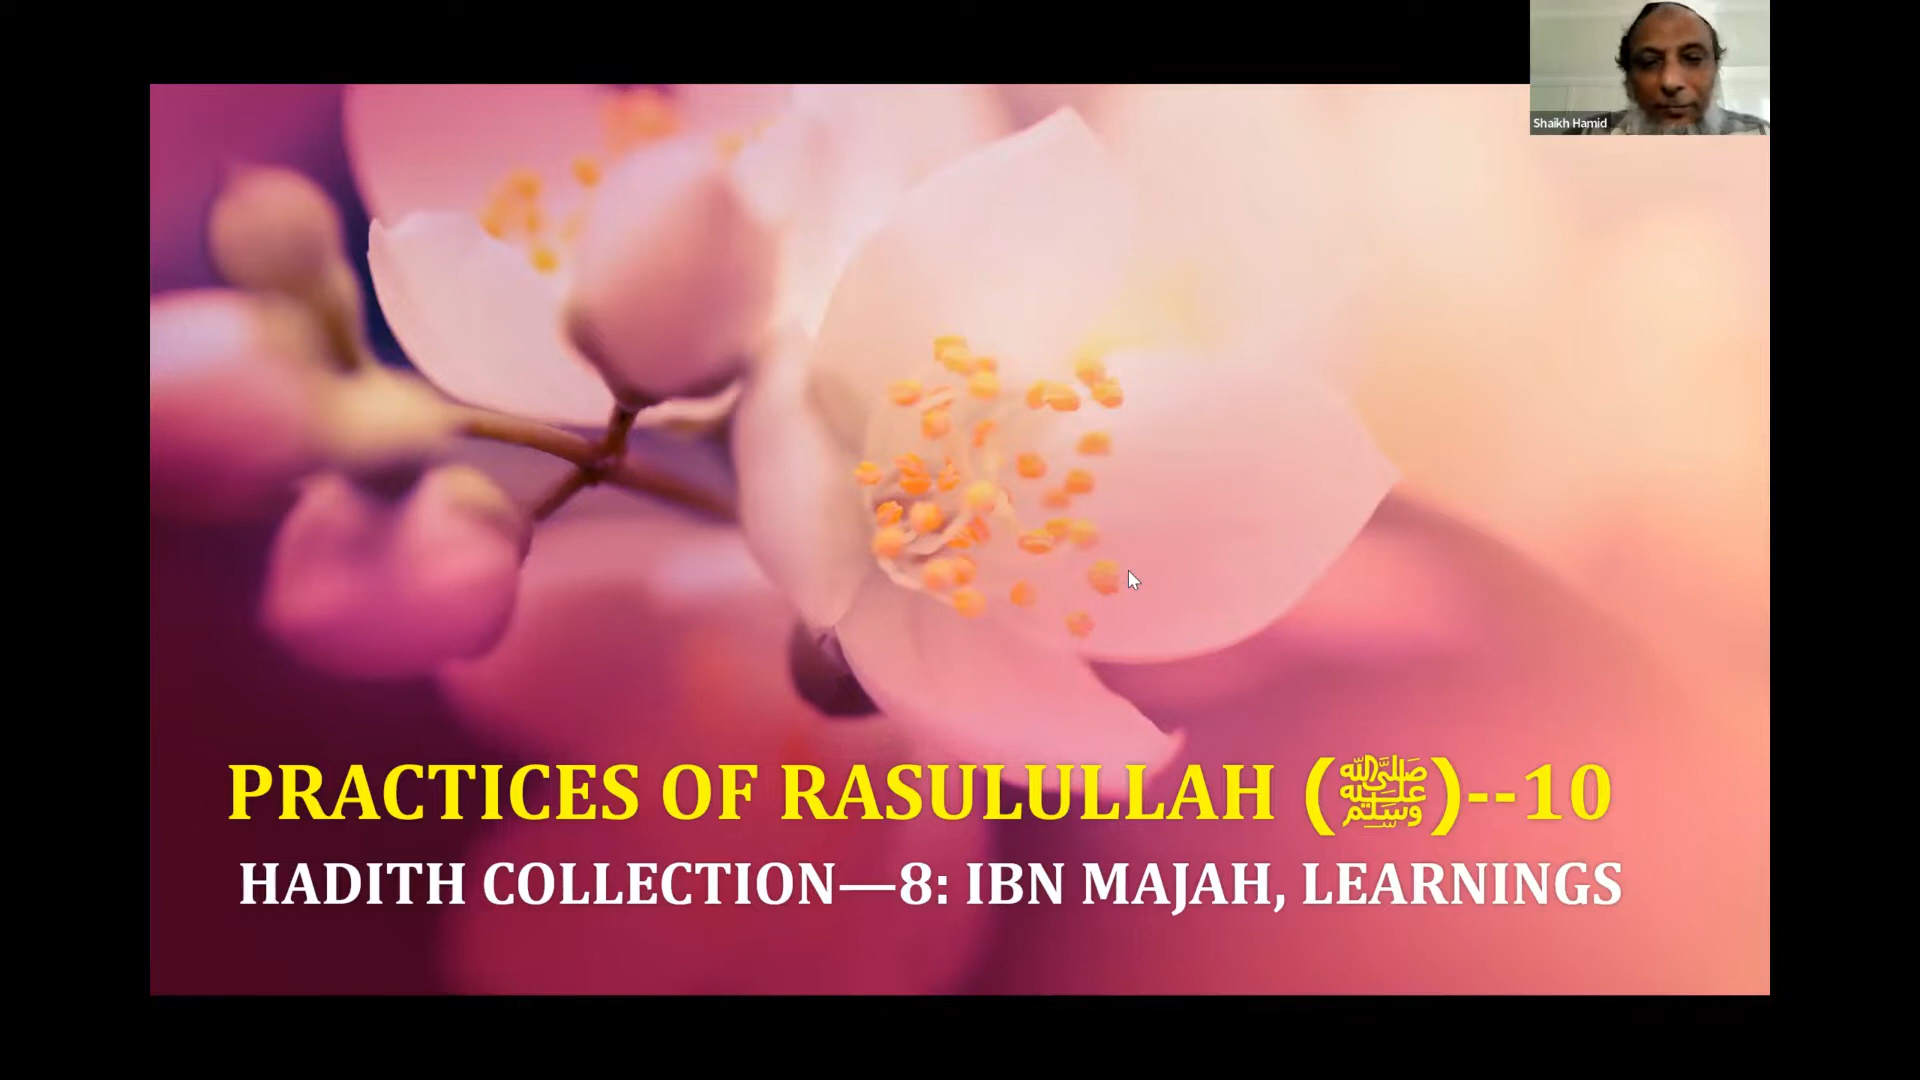 Shaikh Hamid
PRACTICES OF RASULULLAH (ﷺ)--10
HADITH COLLECTION—8: IBN MAJAH, LEARNINGS